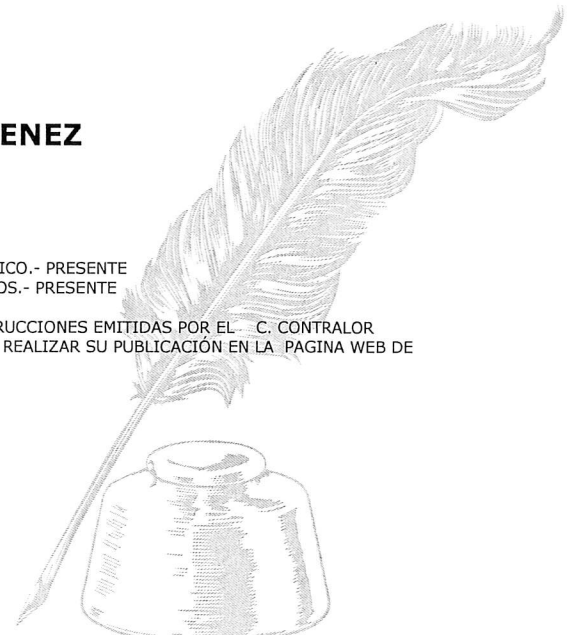 ENEZ
ICO.- PRESENTE
OS.- PRESENTE
RUCCIONES EMITIDAS POR EL C. CONTRALOR
REALIZAR SU PUBLICACIÓN EN LA PAGINA WEB DE